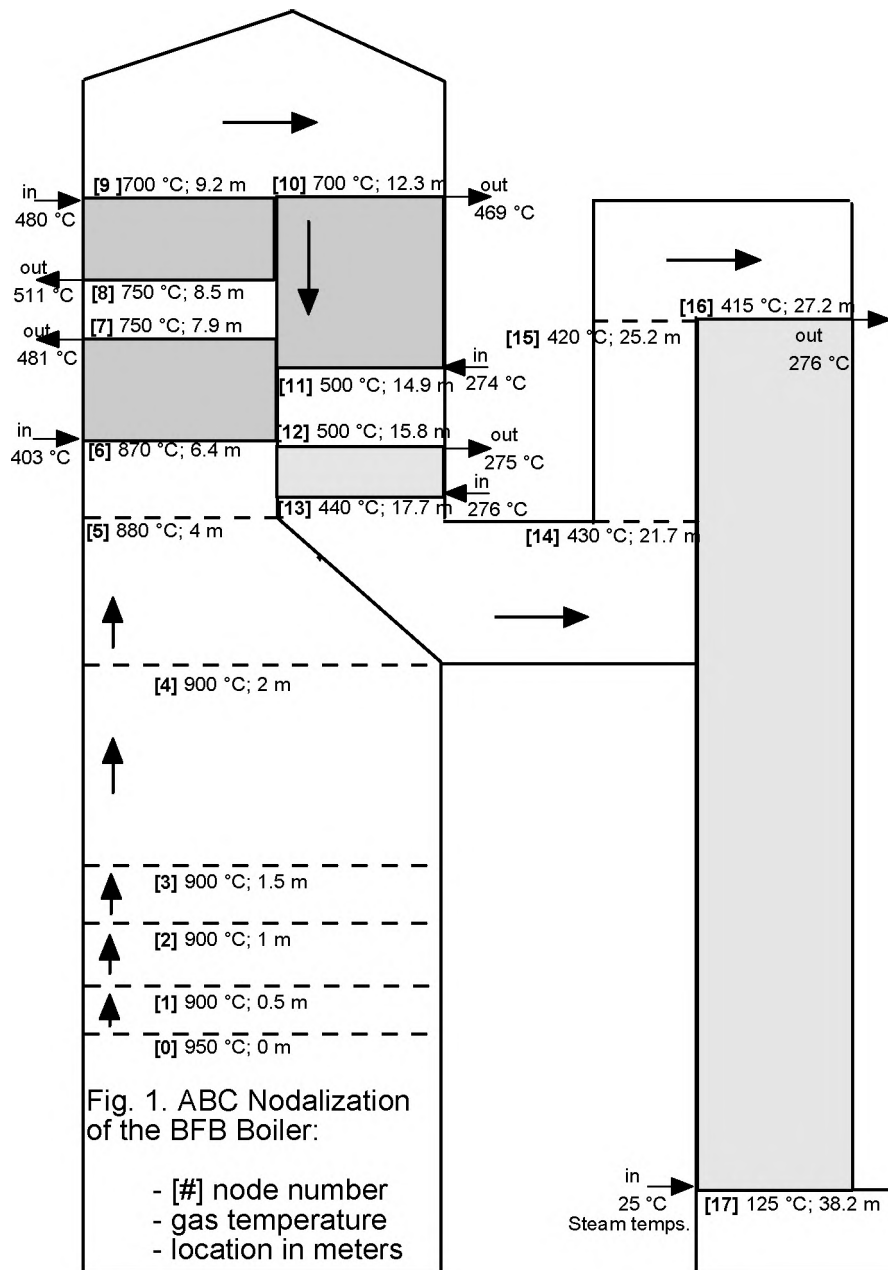 in
[9 ]700 °C; 9.2 m
[10] 700 °C; 12.3 m
out
480 °C
469 °C
out
511 °C
[8] 750 °C; 8.5 m
out
[7] 750 °C; 7.9 m
481 °C
[16] 415 °C; 27.2 m
[15] 420 °C; 25.2 m
out
276 °C
in
[11] 500 °C; 14.9 m
274 °C
in
403 °C
[6] 870 °C; 6.4 m
[12] 500 °C; 15.8 m
out
275 °C
in
[13] 440 °C; 17.7 m
276 °C
[5] 880 °C; 4 m
[14] 430 °C; 21.7 m
[4] 900 °C; 2 m
[3] 900 °C; 1.5 m
[2] 900 °C; 1 m
[1] 900 °C; 0.5 m
[0] 950 °C; 0 m
Fig. 1. ABC Nodalization
of the BFB Boiler:
- [#] node number
- gas temperature
- location in meters
in
25 °C
Steam temps.
[17] 125 °C; 38.2 m